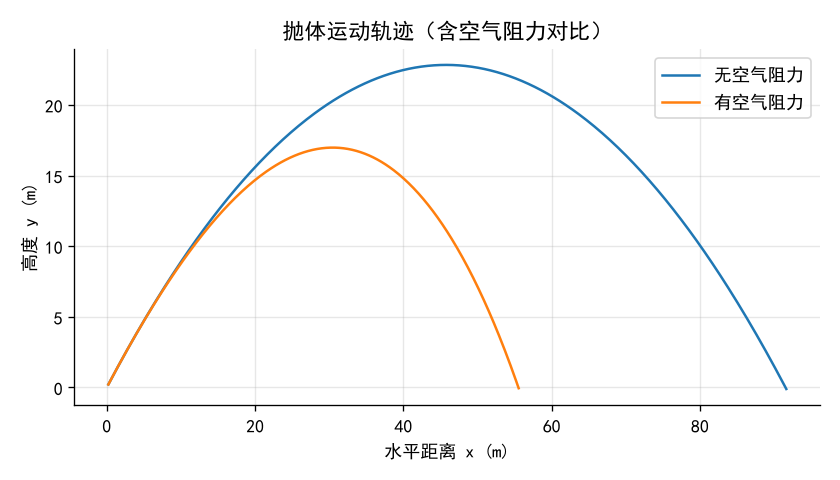 抛体运动轨迹（含空气阻力对比）
无空气阻力
有空气阻力
高度 y (m)
20
15
10
5
0
0 20 40 60 80
水平距离 x (m)